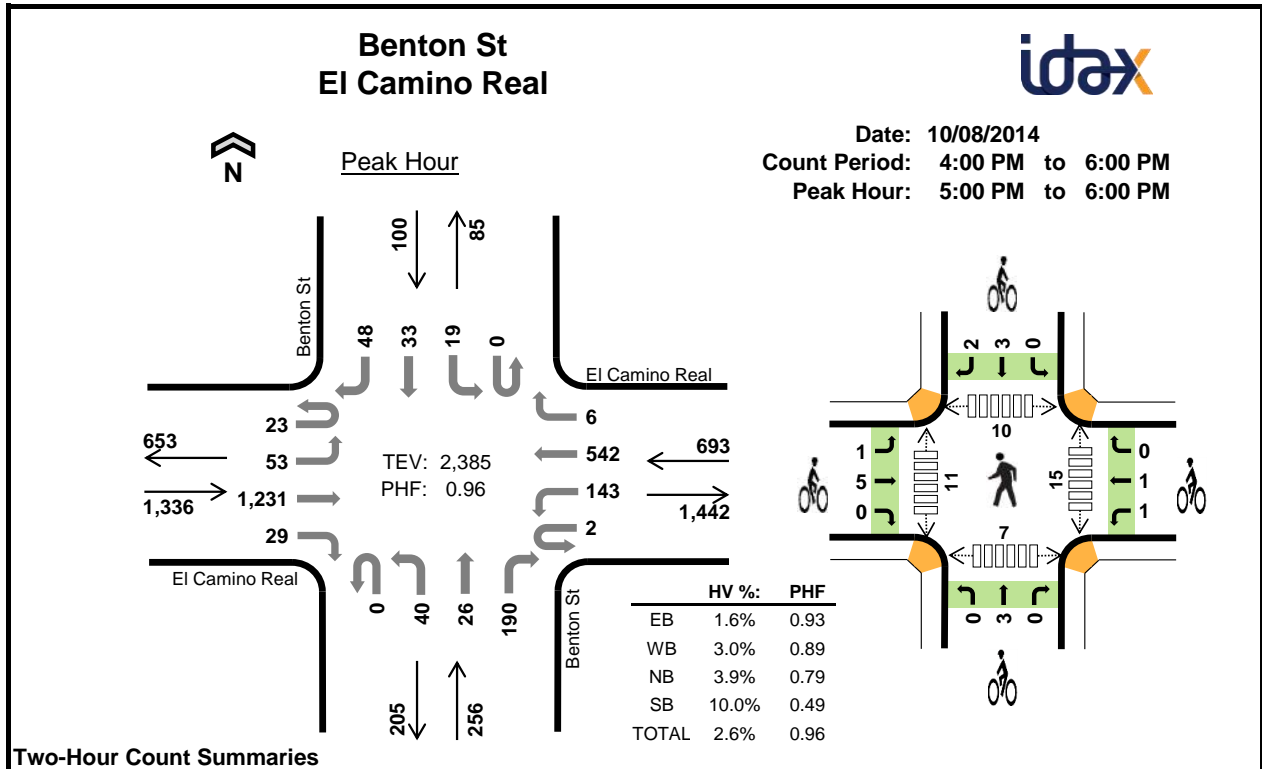 Benton St
El Camino Real
idax
Date: 10/08/2014
Count Period: 4:00 PM to 6:00 PM
Peak Hour: 5:00 PM to 6:00 PM
N
Peak Hour
100
85
Benton St
48
33
19
0
El Camino Real
23
53
1,231
29
653
1,336
TEV: 2,385
PHF: 0.96
6
542
143
2
693
1,442
El Camino Real
0
40
26
190
Benton St
205
256
HV %: PHF
EB 1.6% 0.93
WB 3.0% 0.89
NB 3.9% 0.79
SB 10.0% 0.49
TOTAL 2.6% 0.96
2
3
0
10
1
5
0
11
15
0
1
1
7
0
3
0
Two-Hour Count Summaries